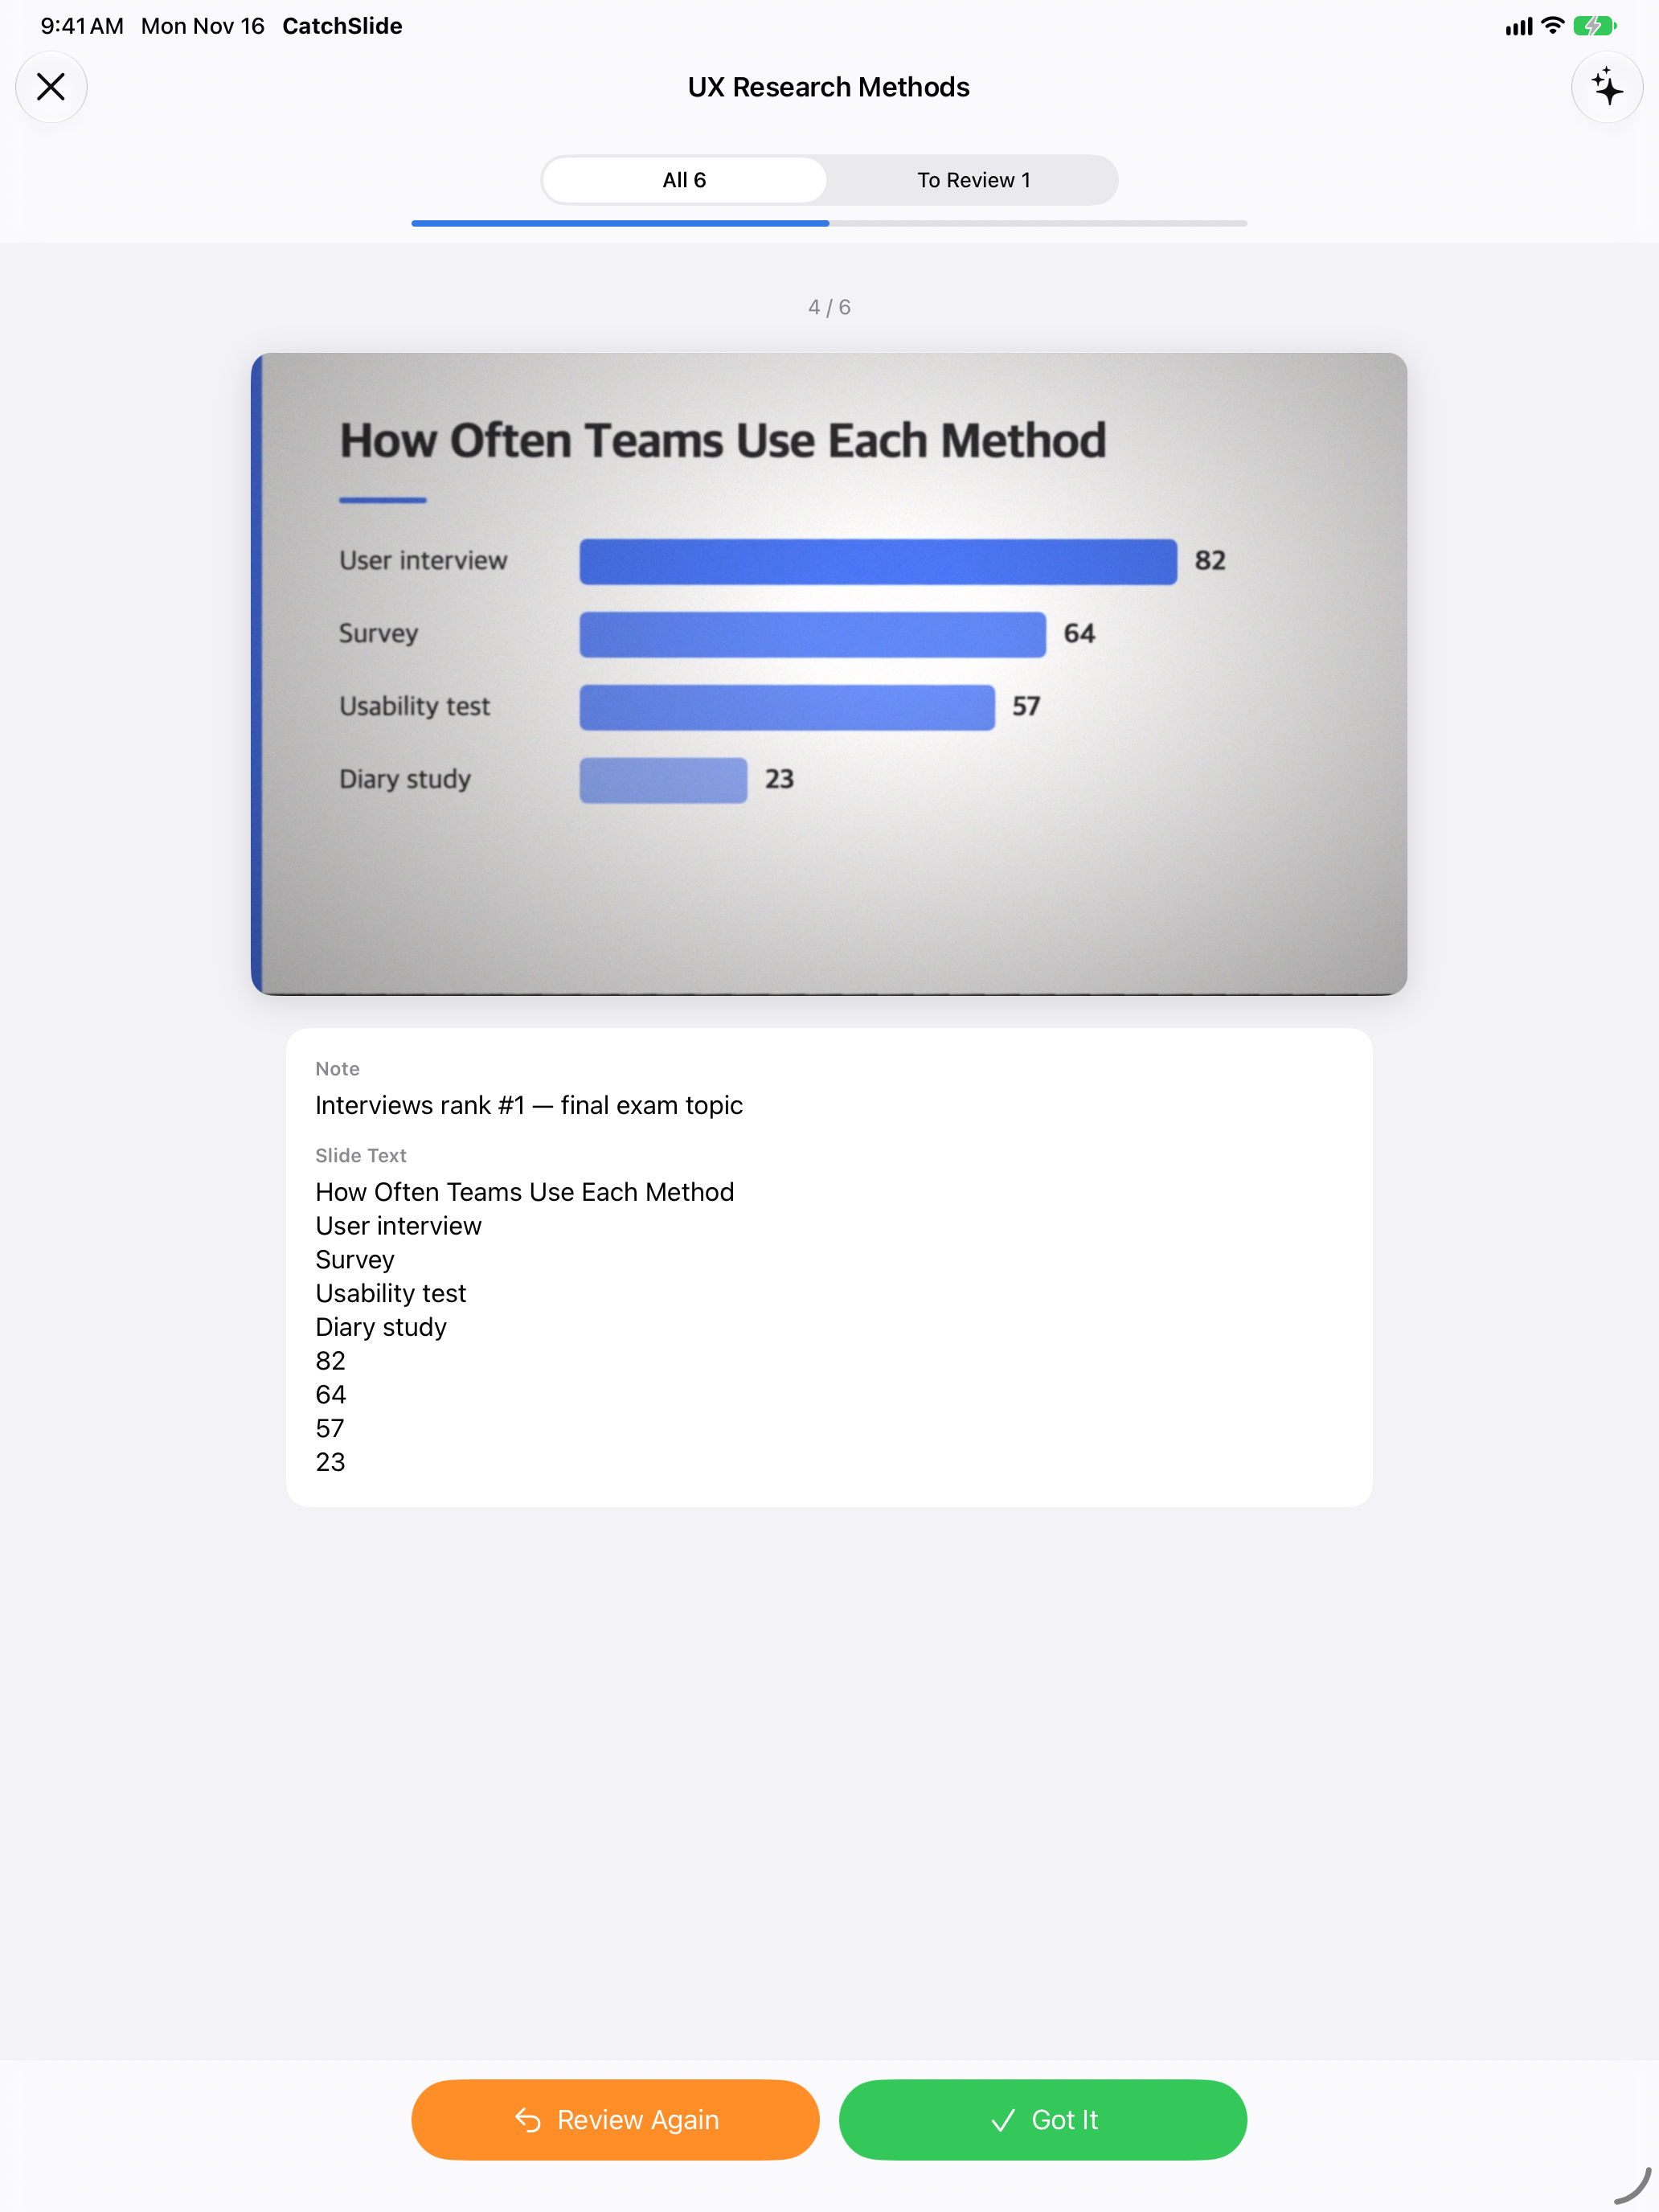 9:41 AM Mon Nov 16 CatchSlide
UX Research Methods
All 6 To Review 1
4 / 6
How Often Teams Use Each Method
User interview 82
Survey 64
Usability test 57
Diary study 23
Note
Interviews rank #1 — final exam topic
Slide Text
How Often Teams Use Each Method
User interview
Survey
Usability test
Diary study
82
64
57
23
Review Again Got It